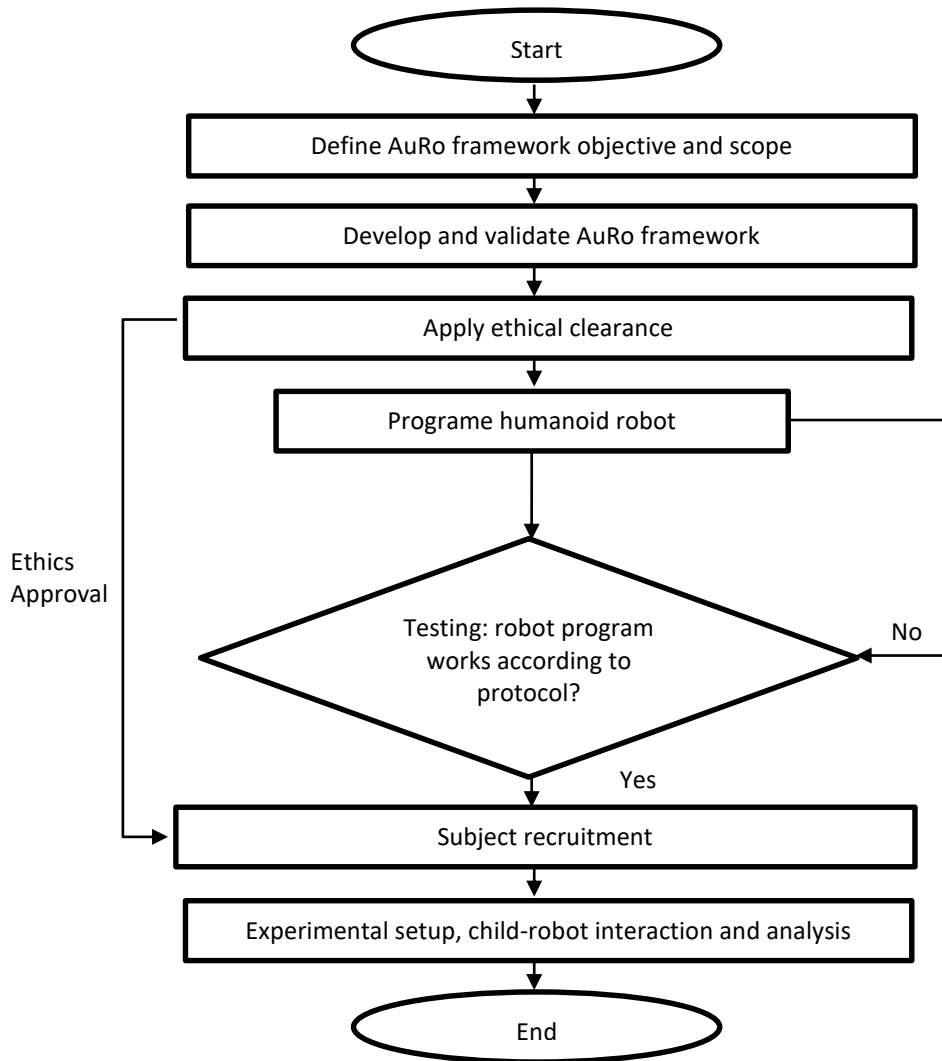 Start
Define AuRo framework objective and scope
Develop and validate AuRo framework
Apply ethical clearance
Programe humanoid robot
Ethics
Approval
Testing: robot program
works according to
protocol?
No
Yes
Subject recruitment
Experimental setup, child-robot interaction and analysis
End